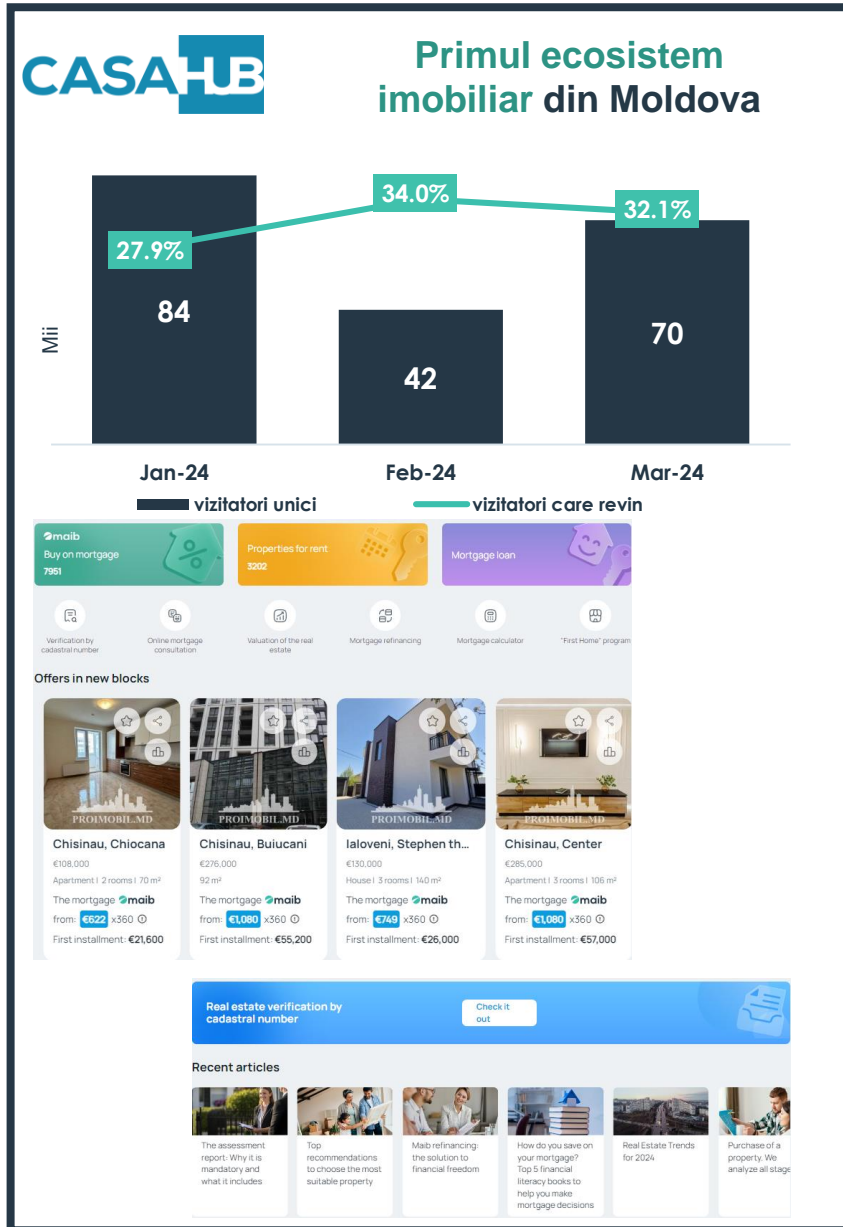 CASAHUB
Primul ecosistem
imobiliar din Moldova
34.0%
32.1%
27.9%
84
70
42
Mii
Jan-24
Feb-24
Mar-24
vizitatori unici
vizitatori care revin
maib
Buy on mortgage
7951
Properties for rent
3202
Mortgage loan
Verification by
cadastral number
Online mortgage
consultation
Valuation of the real
estate
Mortgage refinancing
Mortgage calculator
"First Home" program
Offers in new blocks
PROIMOBIL.MD
PROIMOBIL.MD
PROIMOBIL.MD
PROIMOBIL.MD
Chisinau, Chiocana
€108,000
Apartment | 2 rooms | 70 m²
The mortgage maib
from: €622 x360
First installment: €21,600
Chisinau, Buiucani
€276,000
92 m²
The mortgage maib
from: €1,080 x360
First installment: €55,200
Ialoveni, Stephen th...
€130,000
House | 3 rooms | 140 m²
The mortgage maib
from: €749 x360
First installment: €26,000
Chisinau, Center
€285,000
Apartment | 3 rooms | 106 m²
The mortgage maib
from: €1,080 x360
First installment: €57,000
Real estate verification by
cadastral number
Check it
out
Recent articles
The assessment
report: Why it is
mandatory and
what it includes
Top
recommendations
to choose the most
suitable property
Maib refinancing:
the solution to
financial freedom
How do you save on
your mortgage?
Top 5 financial
literacy books to
help you make
mortgage decisions
Real Estate Trends
for 2024
Purchase of a
property. We
analyze all stage